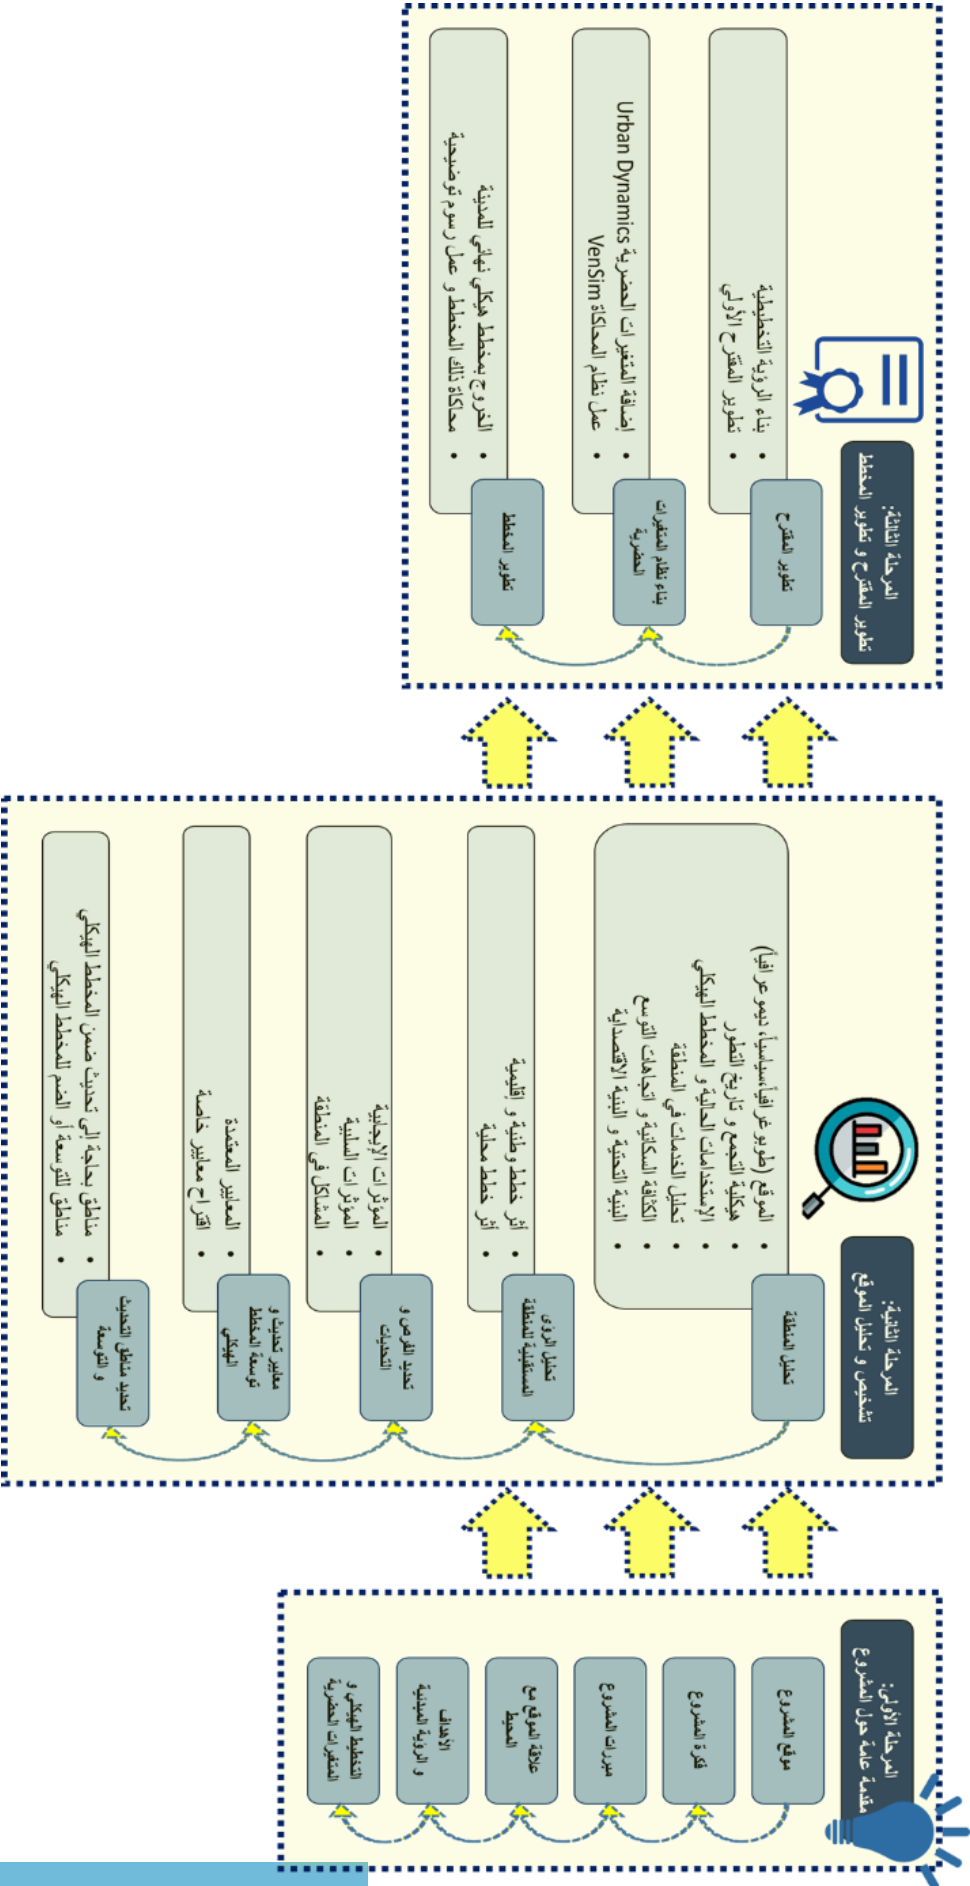 المرحلة الأولى:
مقدمة عامة حول المشروع
موقع المشروع
فكرة المشروع
مبررات المشروع
علاقة الموقع مع
المحيط
الأهداف
و الرؤية المبدئية
التخطيط الهيكلي و
المتغيرات الحضرية
المرحلة الثانية:
تشخيص و تحليل الموقع
تحليل المنطقة
• الموقع (طوبوغرافياً،سياسياً، ديموغرافياً)
• هيكلية التجمع و تاريخ التطور
• الإستخدامات الحالية و المخطط الهيكلي
• تحليل الخدمات في المنطقة
• الكثافة السكانية و اتجاهات التوسع
• البنية التحتية و البنية الاقتصداية
تحليل الرؤى
المستقبلية للمنطقة
• أثر خطط وطنية و إقليمية
• أثر خطط محلية
تحديد الفرص و
التحديات
• المؤثرات الإيجابية
• المؤثرات السلبية
• المشاكل في المنطقة
معايير تحديث و
توسعة المخطط
الهيكلي
• المعايير المعتمدة
• اقتراح معايير خاصة
تحديد مناطق التحديث
و التوسعة
• مناطق بحاجة إلى تحديث ضمن المخطط الهيكلي
• مناطق للتوسعة أو الضم للمخطط الهيكلي
المرحلة الثالثة:
تطوير المقترح و تطوير المخطط
تطوير المقترح
• بناء الرؤية التخطيطية
• تطوير المقترح الأولي
بناء نظام المتغيرات
الحضرية
• إضافة المتغيرات الحضرية Urban Dynamics
• عمل نظام المحاكاة VenSim
تطوير المخطط
• الخروج بمخطط هيكلي نهائي للمدينة
• محاكاة ذلك المخطط و عمل رسوم توضيحية